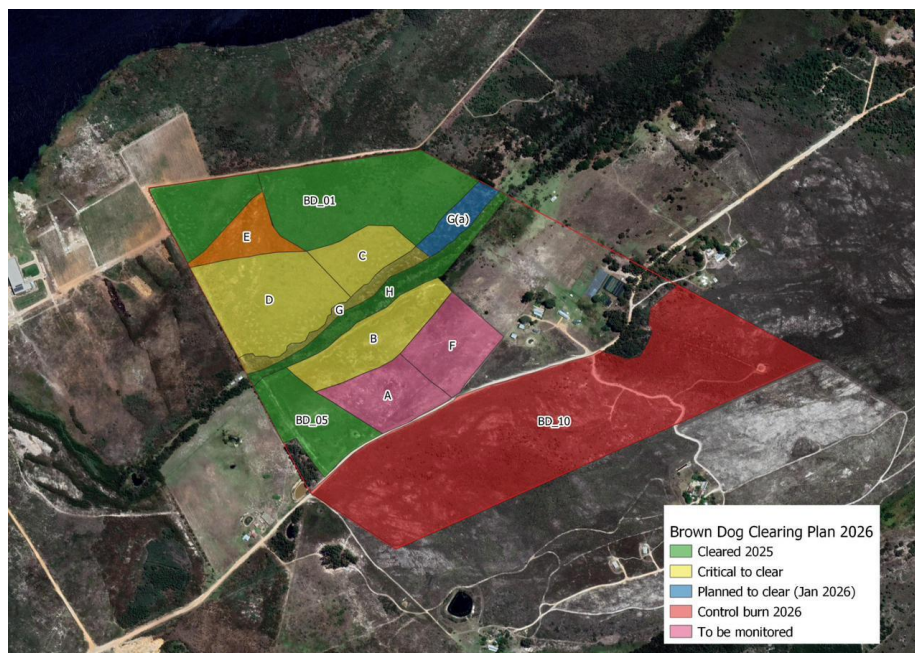 BD_01
G(a)
E
C
D
H
G
B
F
A
BD_05
BD_10
Brown Dog Clearing Plan 2026
Cleared 2025
Critical to clear
Planned to clear (Jan 2026)
Control burn 2026
To be monitored